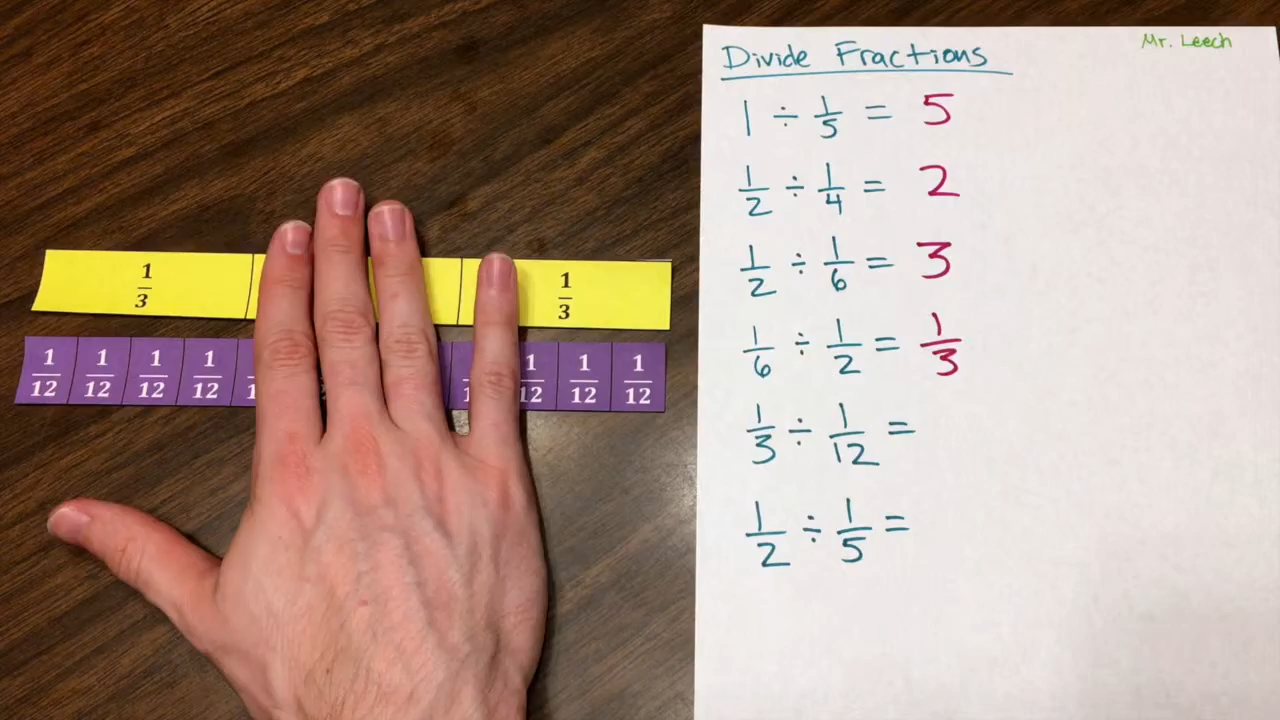 Divide Fractions
Mr. Leech
1 ÷ 1/5 = 5
1/2 ÷ 1/4 = 2
1/2 ÷ 1/6 = 3
1/6 ÷ 1/2 = 1/3
1/3 ÷ 1/12 =
1/2 ÷ 1/5 =
1/3 1/3
1/12 1/12 1/12 1/12 1/12 1/12 1/12